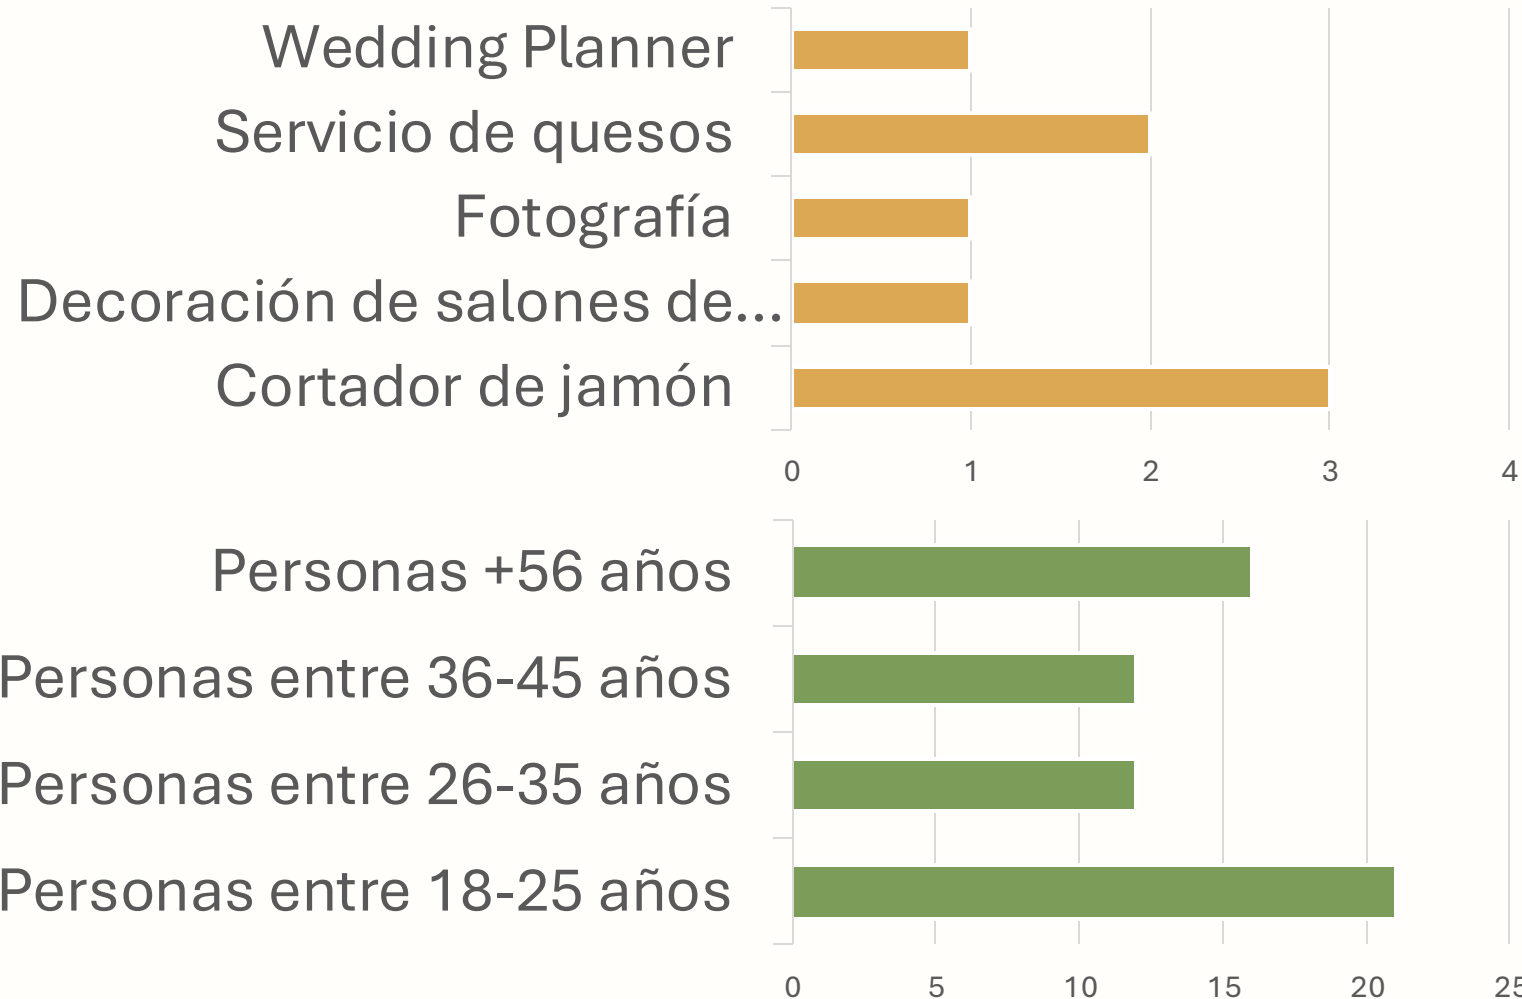 Wedding Planner
Servicio de quesos
Fotografía
Decoración de salones de...
Cortador de jamón
0 1 2 3 4
Personas +56 años
Personas entre 36-45 años
Personas entre 26-35 años
Personas entre 18-25 años
0 5 10 15 20 25